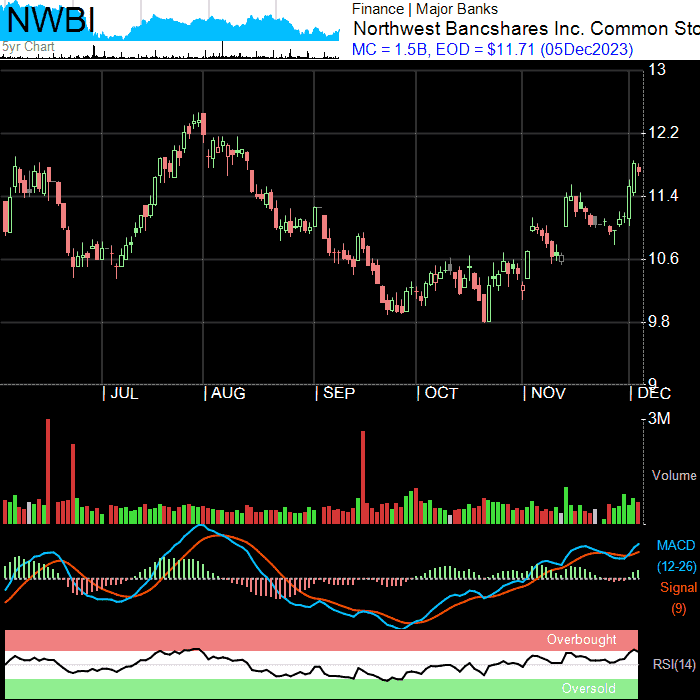 NWBI
5yr Chart
Finance | Major Banks
Northwest Bancshares Inc. Common Sto
MC = 1.5B, EOD = $11.71 (05Dec2023)
13
12.2
11.4
10.6
9.8
9
| JUL | AUG | SEP | OCT | NOV | DEC
3M
Volume
MACD
(12-26)
Signal
(9)
Overbought
RSI(14)
Oversold